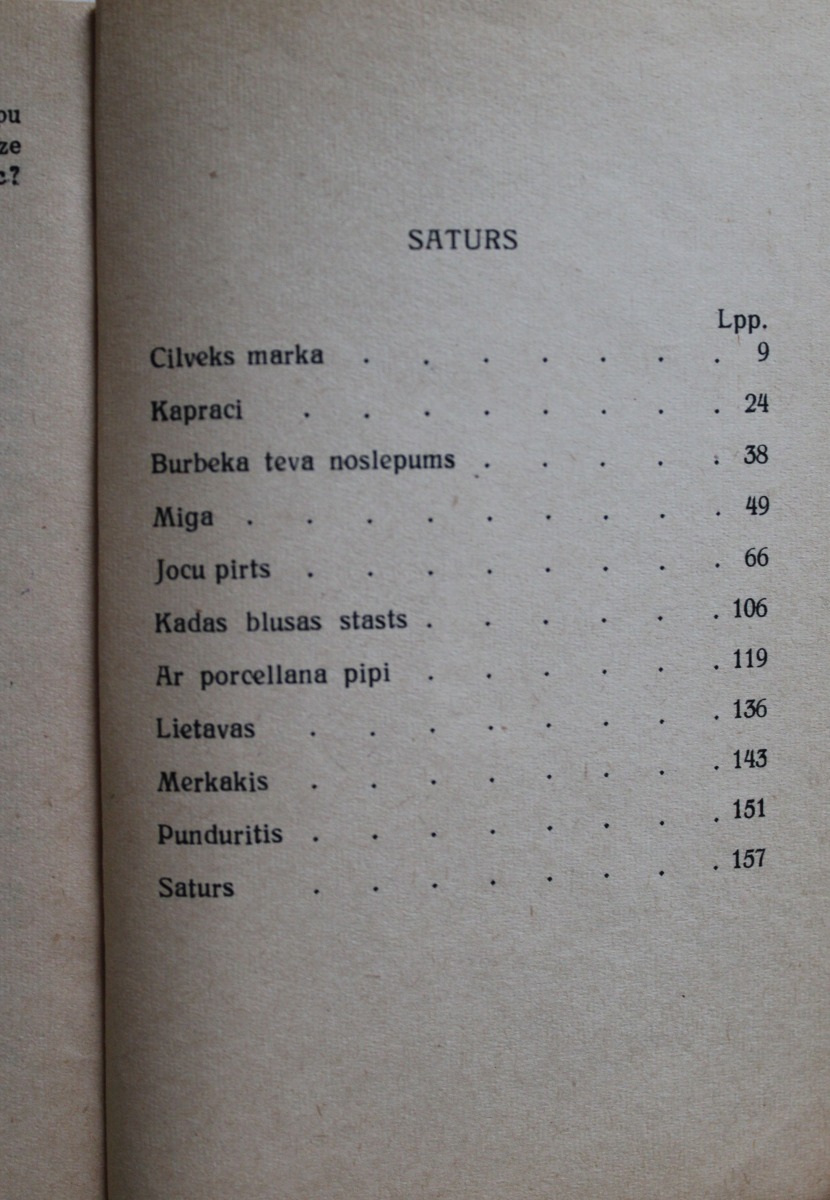 SATURS
Lpp.
Cilveks marka . . . . . . . 9
Kapraci . . . . . . . . 24
Burbeka teva noslepums . . . . . 38
Miga . . . . . . . . . 49
Jocu pirts . . . . . . . . 66
Kadas blusas stasts . . . . . . 106
Ar porcellana pipi . . . . . . 119
Lietavas . . . . . . . . 136
Merkakis . . . . . . . . 143
Punduritis . . . . . . . . 151
Saturs . . . . . . . . 157